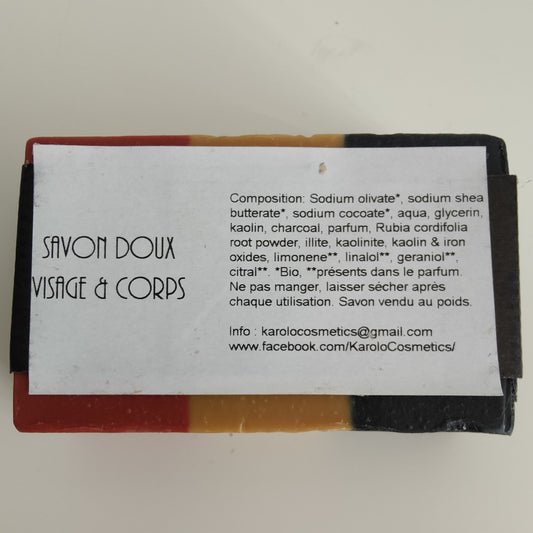 SAVON DOUX
VISAGE & CORPS
Composition: Sodium olivate*, sodium shea
butterate*, sodium cocoate*, aqua, glycerin,
kaolin, charcoal, parfum, Rubia cordifolia
root powder, illite, kaolinite, kaolin & iron
oxides, limonene**, linalol**, geraniol**,
citral**. *Bio, **présents dans le parfum.
Ne pas manger, laisser sécher après
chaque utilisation. Savon vendu au poids.
Info : karolocosmetics@gmail.com
www.facebook.com/KaroloCosmetics/